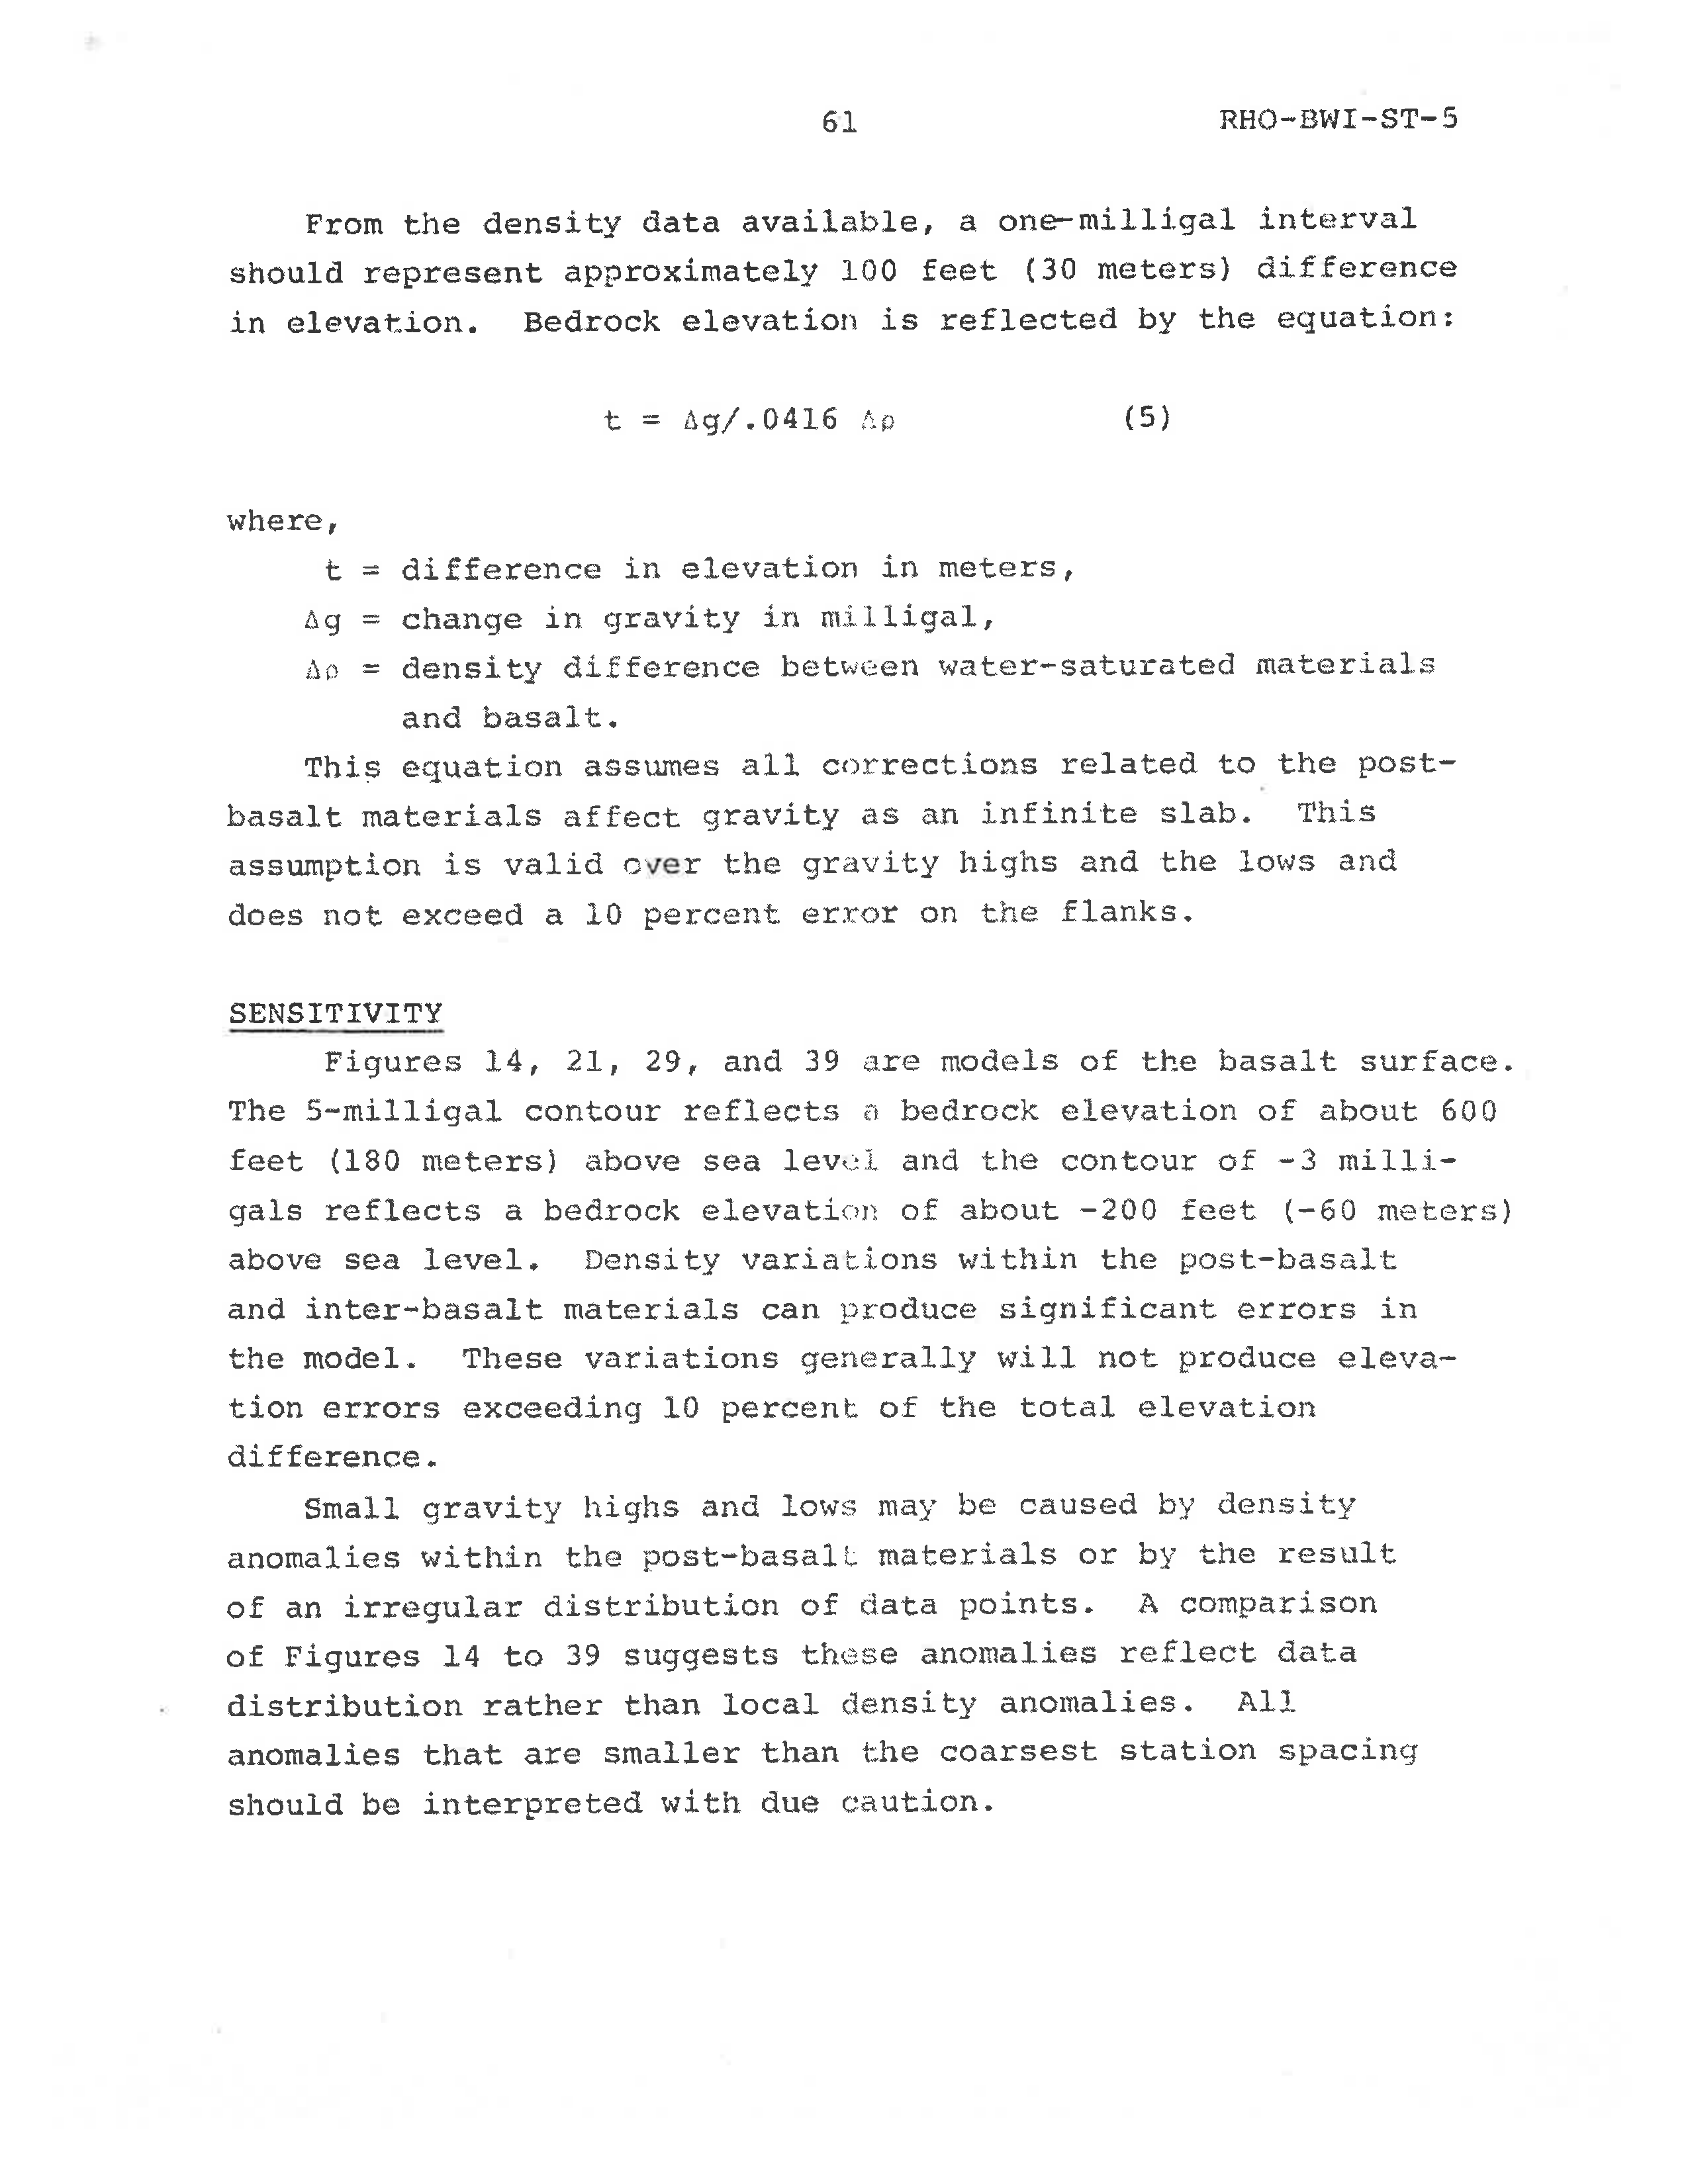 61 RHO-BWI-ST-5
From the density data available, a one-milligal interval
should represent approximately 100 feet (30 meters) difference
in elevation. Bedrock elevation is reflected by the equation:
t = Δg/.0416 Δρ (5)
where,
t = difference in elevation in meters,
Δg = change in gravity in milligal,
Δρ = density difference between water-saturated materials
and basalt.
This equation assumes all corrections related to the post-
basalt materials affect gravity as an infinite slab. This
assumption is valid over the gravity highs and the lows and
does not exceed a 10 percent error on the flanks.
SENSITIVITY
Figures 14, 21, 29, and 39 are models of the basalt surface.
The 5-milligal contour reflects a bedrock elevation of about 600
feet (180 meters) above sea level and the contour of -3 milli-
gals reflects a bedrock elevation of about -200 feet (-60 meters)
above sea level. Density variations within the post-basalt
and inter-basalt materials can produce significant errors in
the model. These variations generally will not produce eleva-
tion errors exceeding 10 percent of the total elevation
difference.
Small gravity highs and lows may be caused by density
anomalies within the post-basalt materials or by the result
of an irregular distribution of data points. A comparison
of Figures 14 to 39 suggests these anomalies reflect data
distribution rather than local density anomalies. All
anomalies that are smaller than the coarsest station spacing
should be interpreted with due caution.